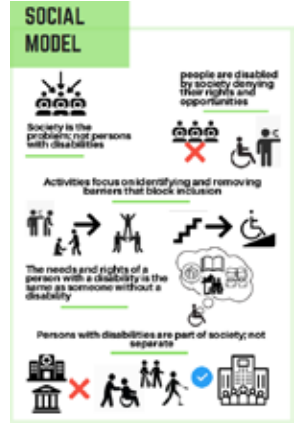 SOCIAL
MODEL
people are disabled
by society denying
their rights and
opportunities
Society is the
problem; not persons
with disabilities
Activities focus on identifying and removing
barriers that block inclusion
The needs and rights of a
person with a disability is the
same as someone without a
disability
Persons with disabilities are part of society; not
separate